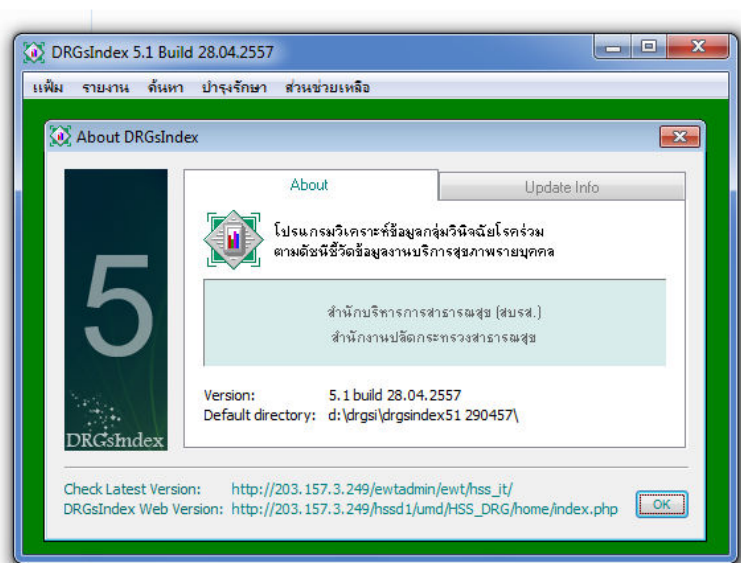 DRGsIndex 5.1 Build 28.04.2557
แฟ้ม รายงาน ค้นหา บำรุงรักษา ส่วนช่วยเหลือ
About DRGsIndex
About Update Info
โปรแกรมวิเคราะห์ข้อมูลกลุ่มวินิจฉัยโรคร่วม
ตามดัชนีชี้วัดข้อมูลงานบริการสุขภาพรายบุคคล
สำนักบริหารการสาธารณสุข (สบรส.)
สำนักงานปลัดกระทรวงสาธารณสุข
5
DRGsIndex
Version: 5.1 build 28.04.2557
Default directory: d:\drgsi\drgsindex51 290457\
Check Latest Version: http://203.157.3.249/ewtadmin/ewt/hss_it/
DRGsIndex Web Version: http://203.157.3.249/hssd1/umd/HSS_DRG/home/index.php
OK